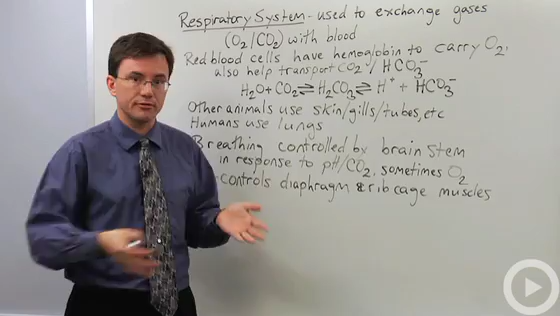 Respiratory System - used to exchange gases
(O₂/CO₂) with blood
Red blood cells have hemoglobin to carry O₂,
also help transport CO₂/HCO₃⁻
H₂O + CO₂ ⇌ H₂CO₃ ⇌ H⁺ + HCO₃⁻
Other animals use skin/gills/tubes, etc
Humans use lungs
Breathing controlled by brain stem
in response to pH/CO₂, sometimes O₂
-controls diaphragm & rib cage muscles